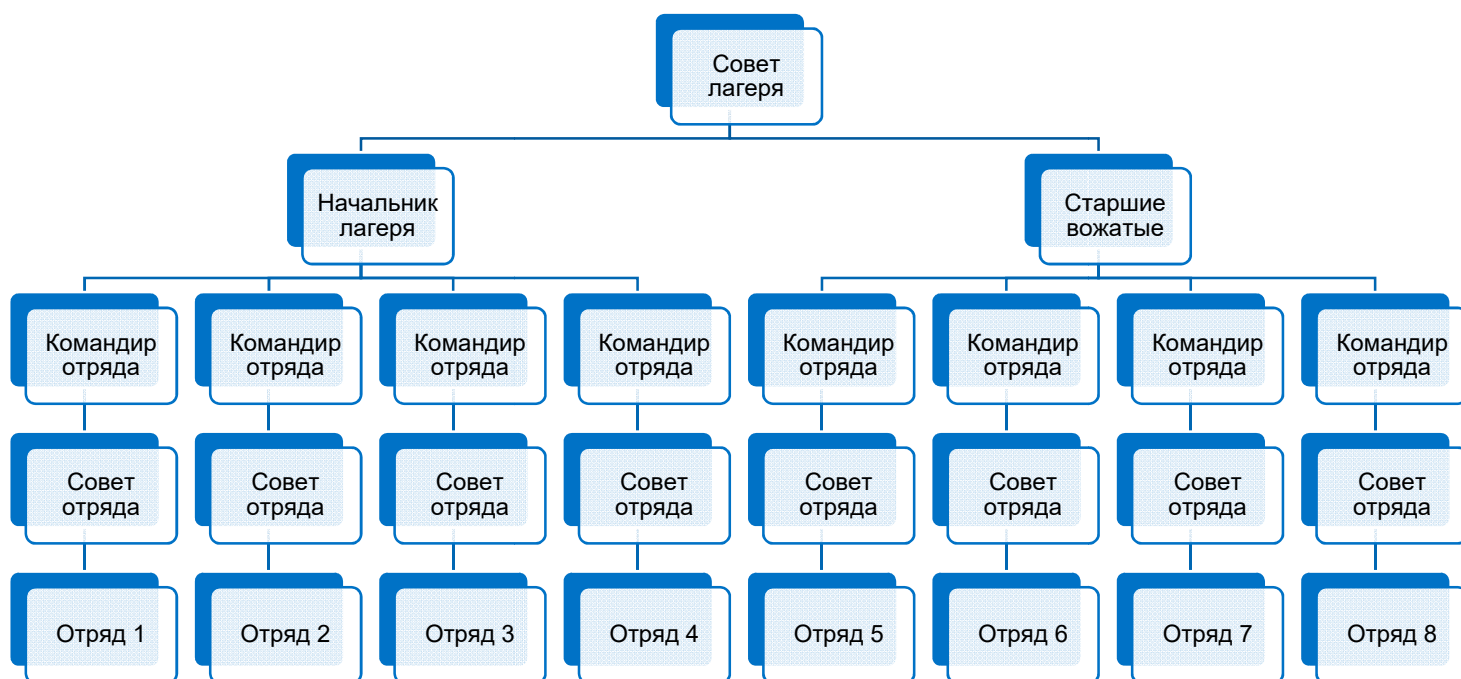 Совет
лагеря
Начальник
лагеря
Старшие
вожатые
Командир
отряда
Командир
отряда
Командир
отряда
Командир
отряда
Командир
отряда
Командир
отряда
Командир
отряда
Командир
отряда
Совет
отряда
Совет
отряда
Совет
отряда
Совет
отряда
Совет
отряда
Совет
отряда
Совет
отряда
Совет
отряда
Отряд 1
Отряд 2
Отряд 3
Отряд 4
Отряд 5
Отряд 6
Отряд 7
Отряд 8